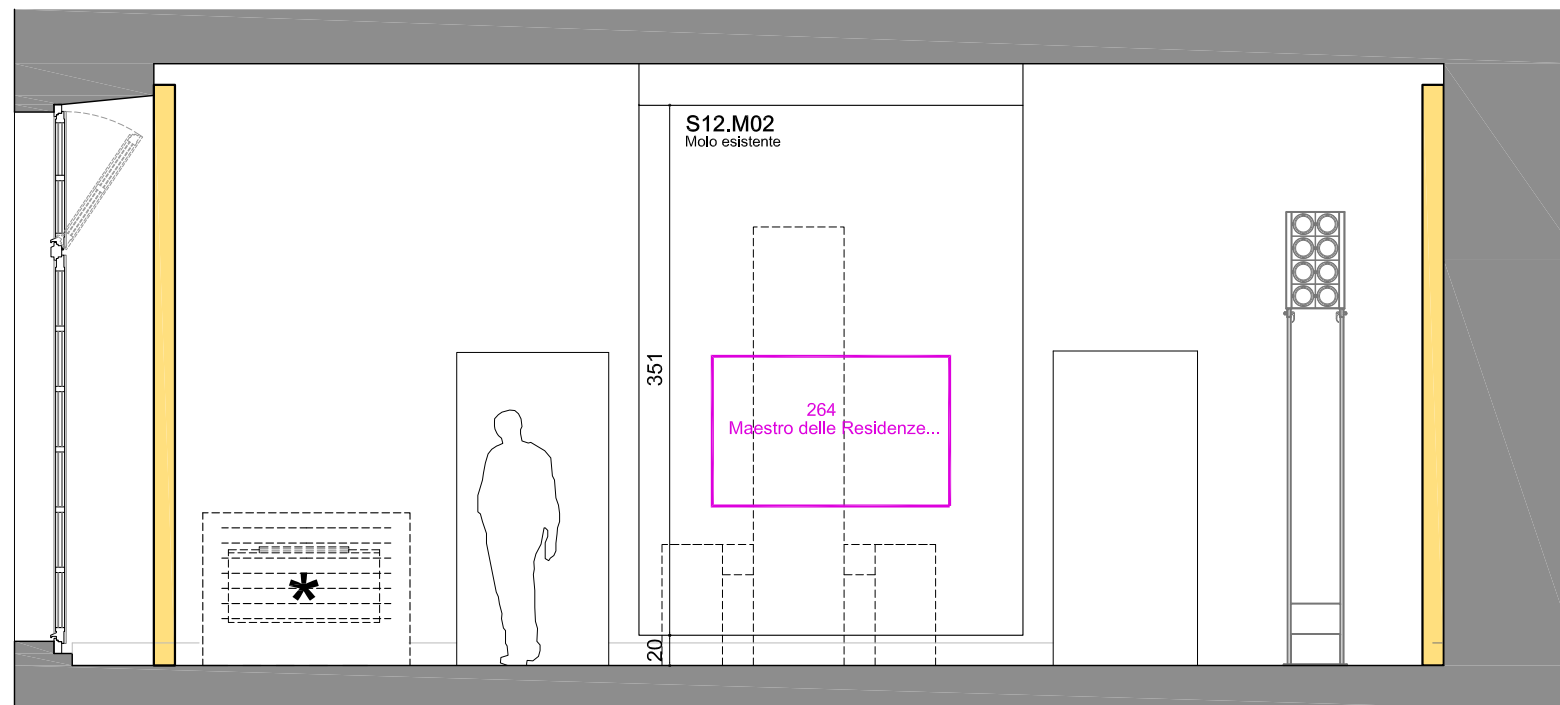 S12.M02
Molo esistente
351
264
Maestro delle Residenze...
*
20